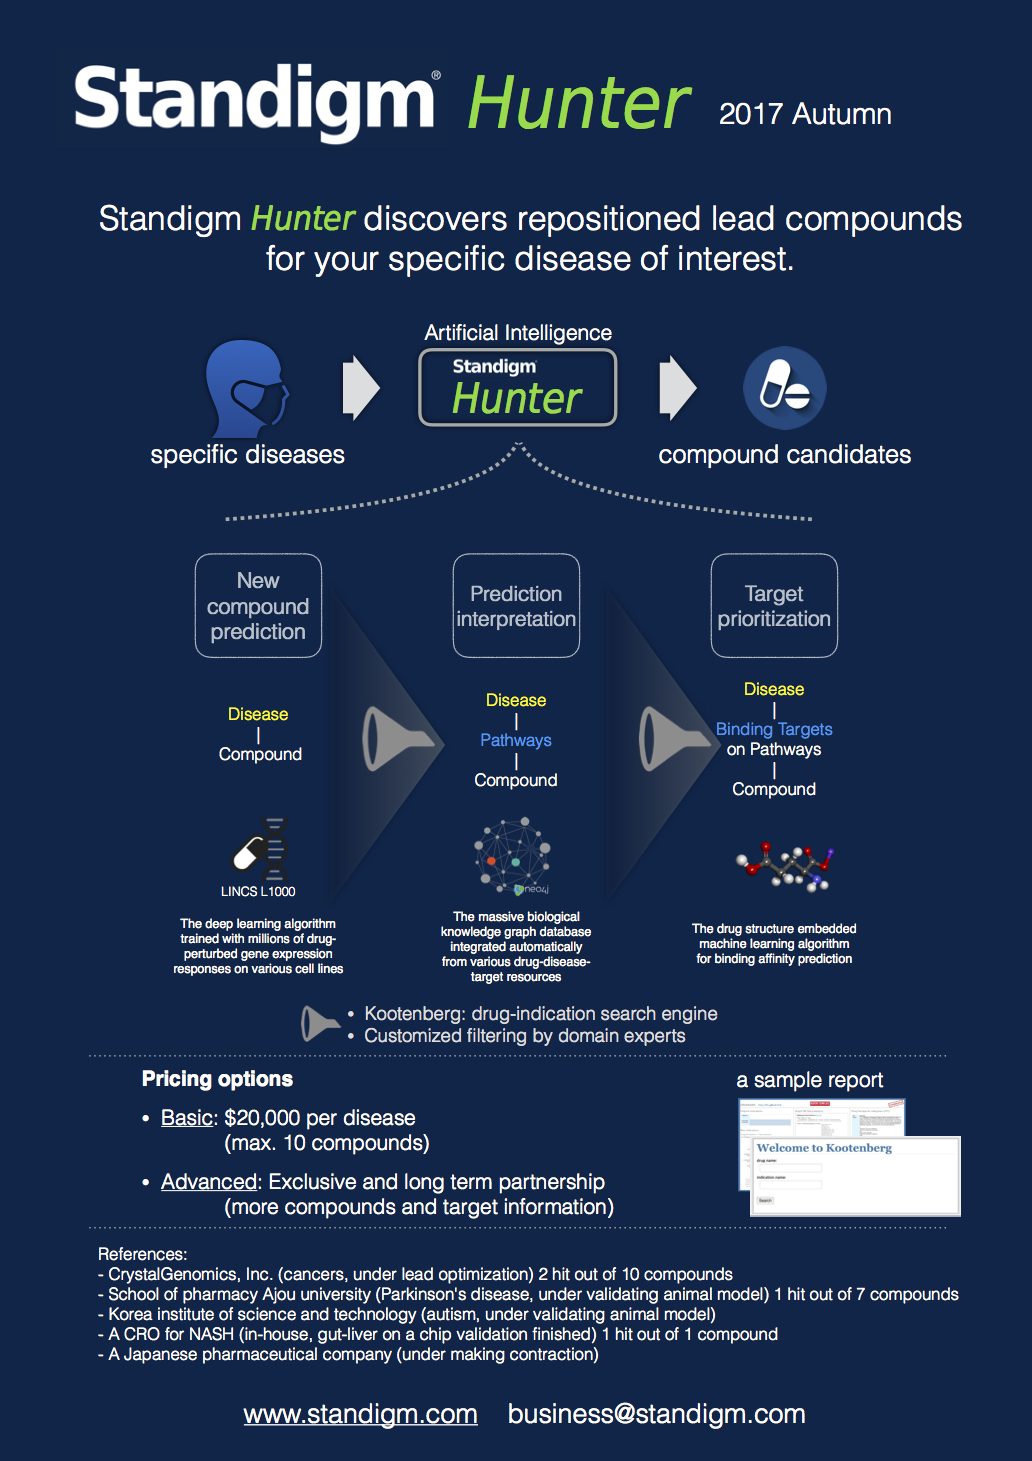 Standigm® Hunter 2017 Autumn
Standigm Hunter discovers repositioned lead compounds
for your specific disease of interest.
Artificial Intelligence
Standigm
Hunter
specific diseases
compound candidates
New
compound
prediction
Prediction
interpretation
Target
prioritization
Disease
Compound
Disease
Pathways
Compound
Disease
Binding Targets
on Pathways
Compound
LINCS L1000
neo4j
The deep learning algorithm
trained with millions of drug-
perturbed gene expression
responses on various cell lines
The massive biological
knowledge graph database
integrated automatically
from various drug-disease-
target resources
The drug structure embedded
machine learning algorithm
for binding affinity prediction
• Kootenberg: drug-indication search engine
• Customized filtering by domain experts
Pricing options
• Basic: $20,000 per disease
(max. 10 compounds)
• Advanced: Exclusive and long term partnership
(more compounds and target information)
a sample report
Welcome to Kootenberg
drug name:
indication name:
Search
References:
- CrystalGenomics, Inc. (cancers, under lead optimization) 2 hit out of 10 compounds
- School of pharmacy Ajou university (Parkinson's disease, under validating animal model) 1 hit out of 7 compounds
- Korea institute of science and technology (autism, under validating animal model)
- A CRO for NASH (in-house, gut-liver on a chip validation finished) 1 hit out of 1 compound
- A Japanese pharmaceutical company (under making contraction)
www.standigm.com business@standigm.com